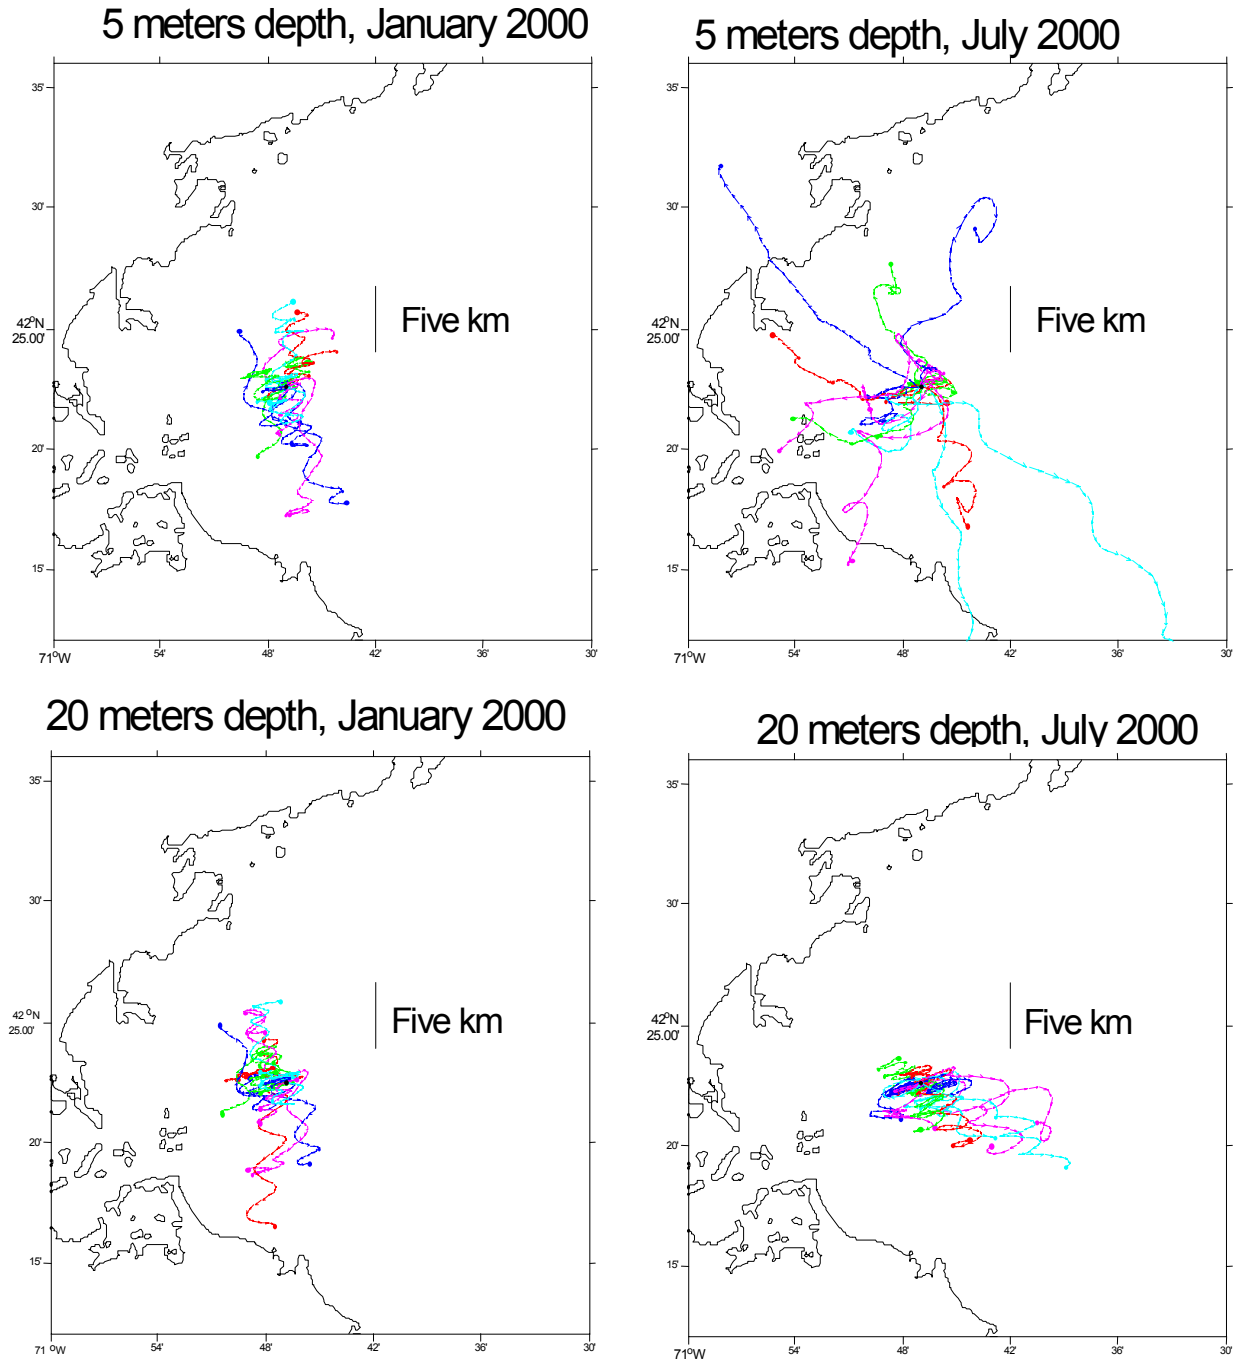 5 meters depth, January 2000
35'
30'
42°N
25.00'
20'
15'
71°W
54'
48'
42'
36'
30'
Five km
5 meters depth, July 2000
35'
30'
42°N
25.00'
20'
15'
71°W
54'
48'
42'
36'
30'
Five km
20 meters depth, January 2000
35'
30'
42°N
25.00'
20'
15'
71°W
54'
48'
42'
36'
30'
Five km
20 meters depth, July 2000
35'
30'
42°N
25.00'
20'
15'
71°W
54'
48'
42'
36'
30'
Five km